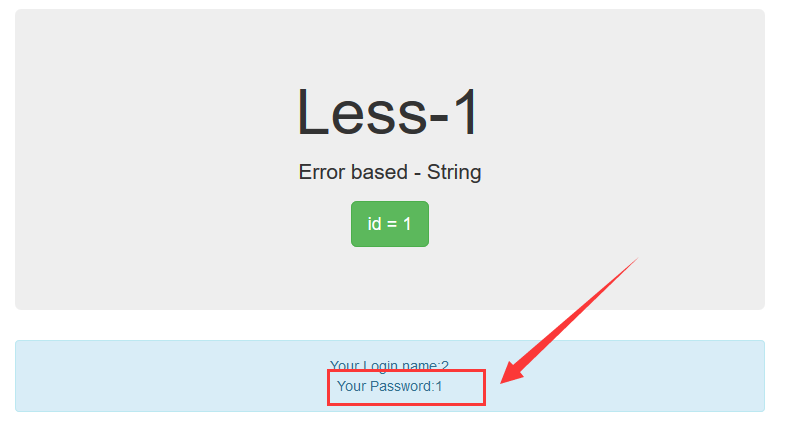 Less-1
Error based - String
id = 1
Your Login name:2
Your Password:1